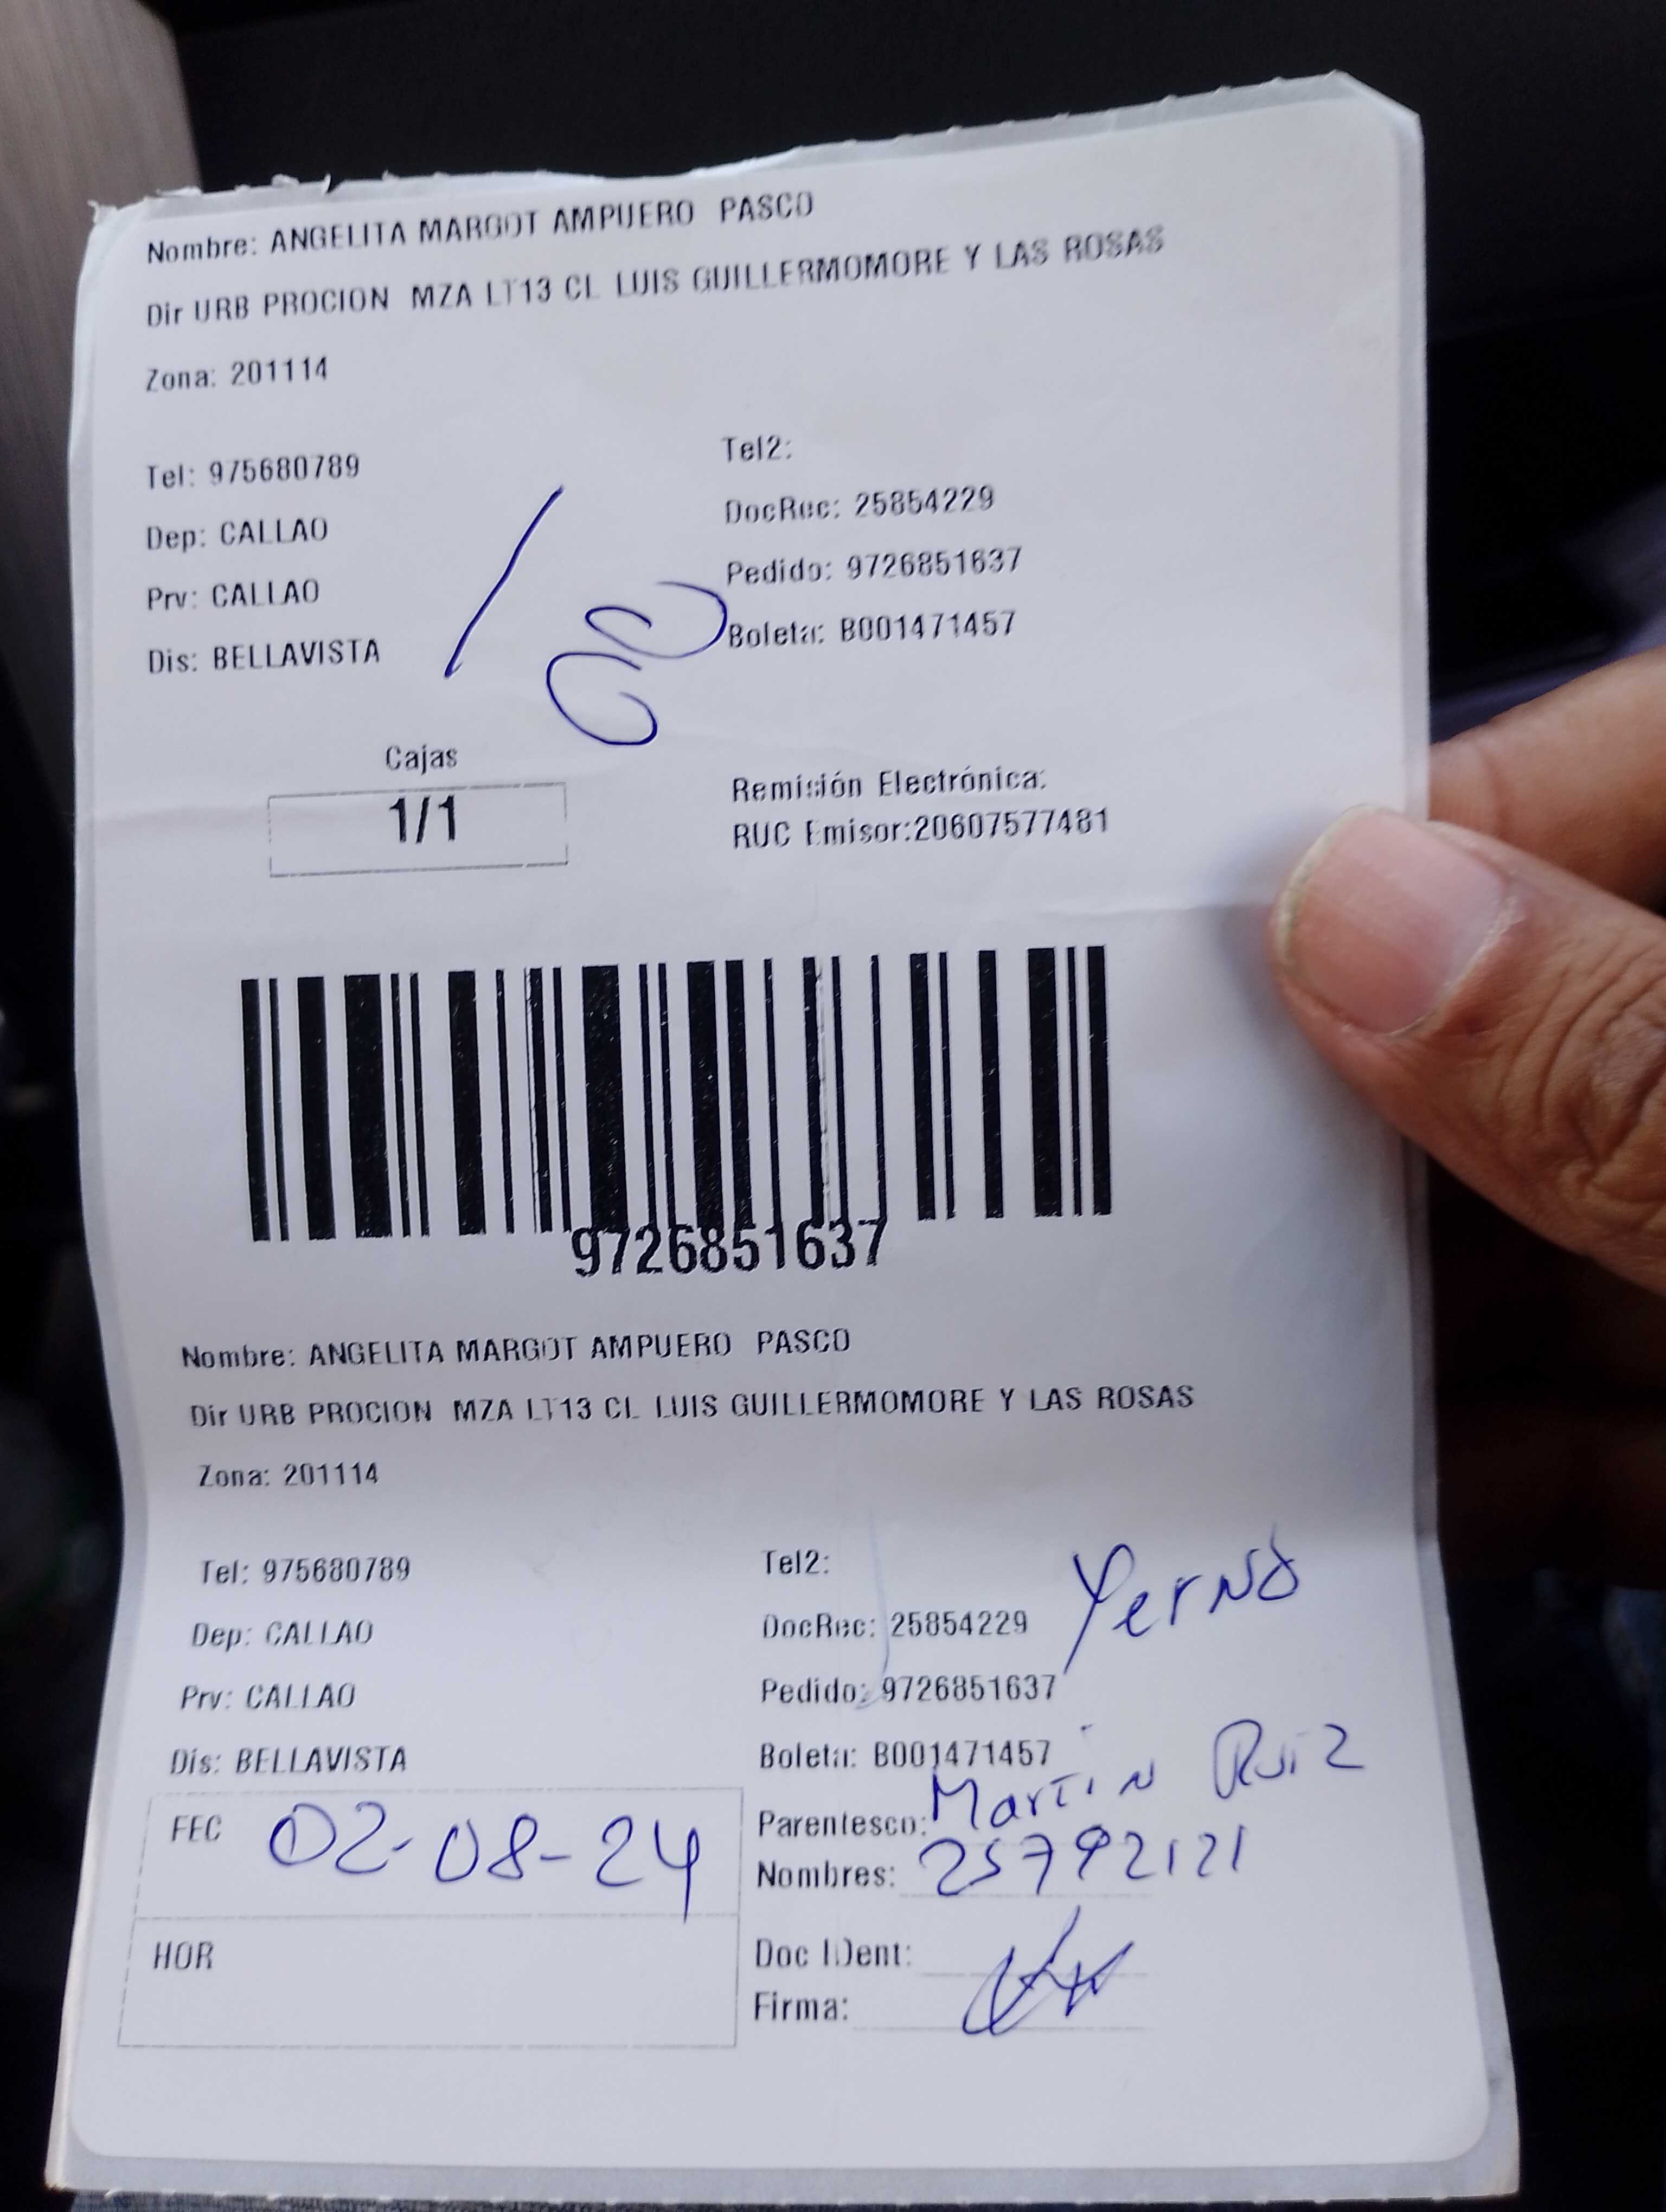 Nombre: ANGELITA MARGOT AMPUERO PASCO
Dir URB PROCION MZA LT13 CL LUIS GUILLERMOMORE Y LAS ROSAS
Zona: 201114
Tel: 975680789
Tel2:
Dep: CALLAO
DocRec: 25854229
Prv: CALLAO
Pedido: 9726851637
Dis: BELLAVISTA
Boleta: B001471457
Cajas
1/1
Remisión Electrónica:
RUC Emisor:20607577481
9726851637
Nombre: ANGELITA MARGOT AMPUERO PASCO
Dir URB PROCION MZA LT13 CL LUIS GUILLERMOMORE Y LAS ROSAS
Zona: 201114
Tel: 975680789
Tel2:
Yerno
Dep: CALLAO
DocRec: 25854229
Prv: CALLAO
Pedido: 9726851637
Dis: BELLAVISTA
Boleta: B001471457
FEC 02-08-24
Parentesco: Martin Ruiz
Nombres: 25792121
HOR
Doc IDent:
Firma: